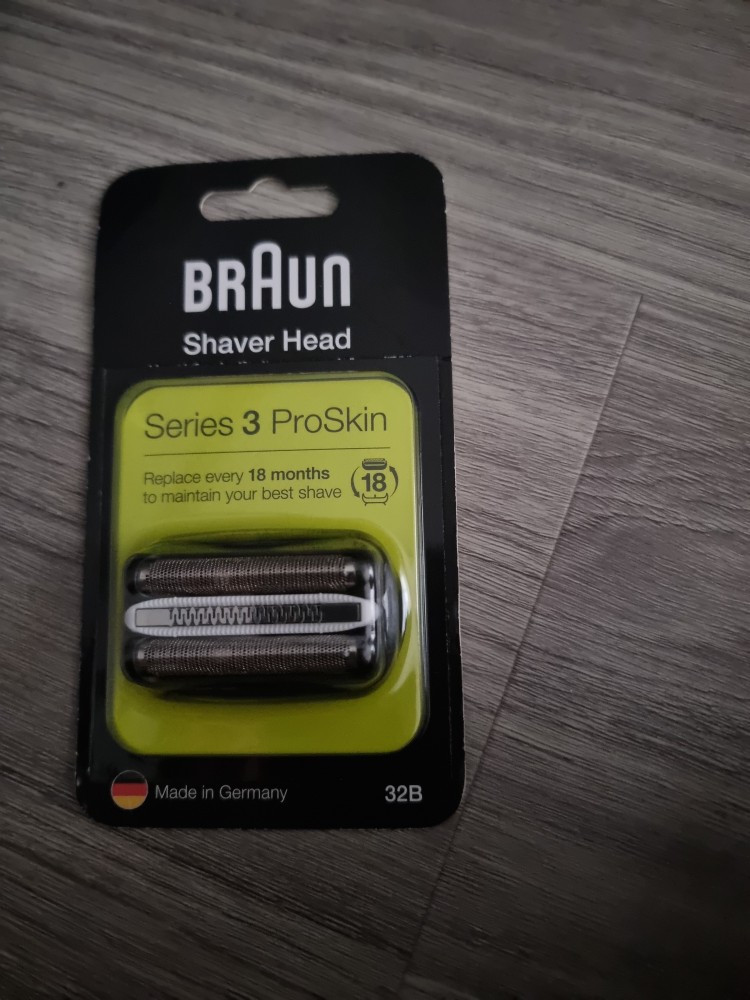 BRAUN
Shaver Head
Series 3 ProSkin
Replace every 18 months
to maintain your best shave
18
Made in Germany
32B